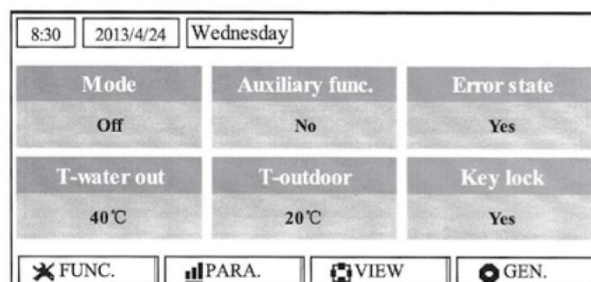 8:30 2013/4/24 Wednesday
Mode Auxiliary func. Error state
Off No Yes
T-water out T-outdoor Key lock
40℃ 20℃ Yes
FUNC. PARA. VIEW GEN.